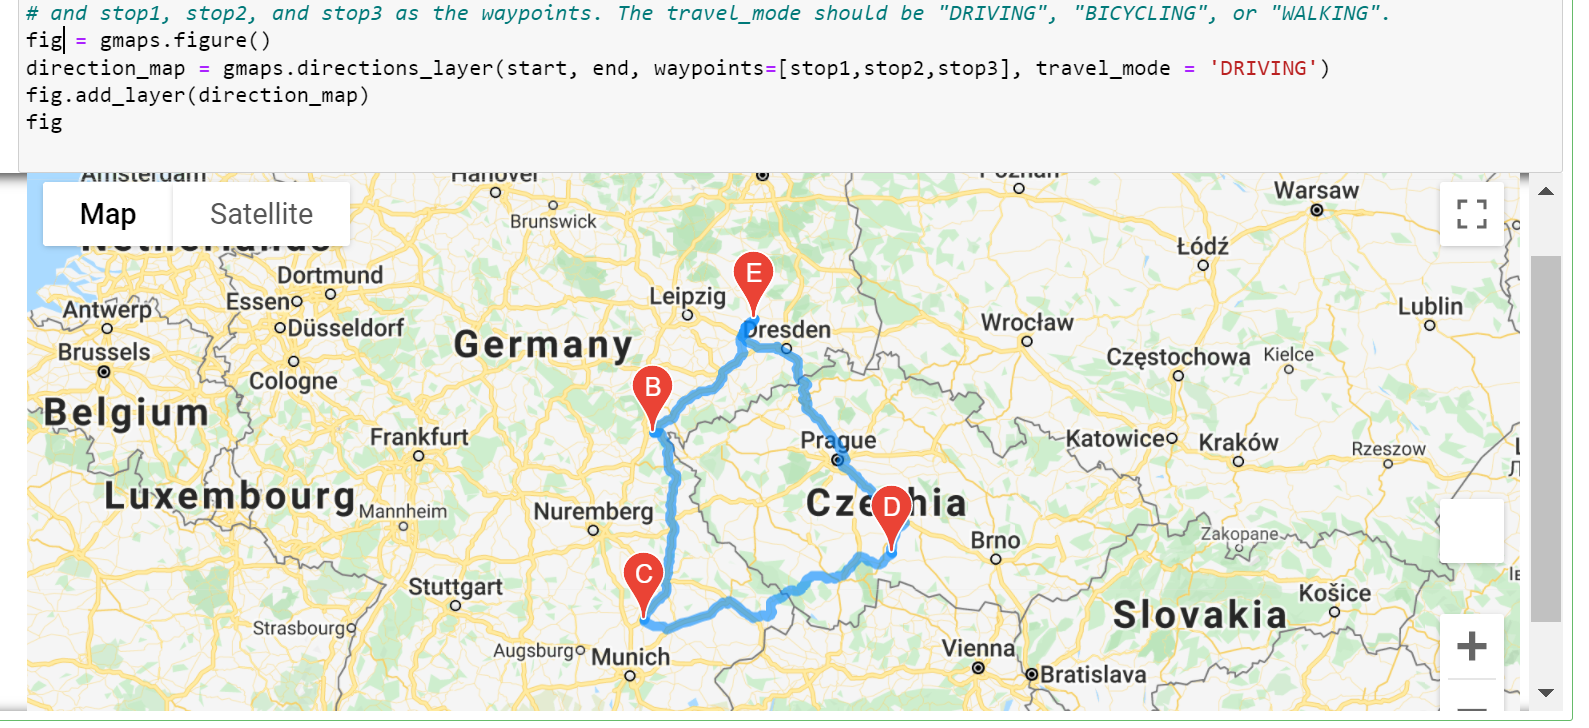 # and stop1, stop2, and stop3 as the waypoints. The travel_mode should be "DRIVING", "BICYCLING", or "WALKING".
fig = gmaps.figure()
direction_map = gmaps.directions_layer(start, end, waypoints=[stop1,stop2,stop3], travel_mode = 'DRIVING')
fig.add_layer(direction_map)
fig
Amsterdam
Hanover
Poznań
Map
Satellite
Brunswick
Warsaw
Netherlands
Łódź
Dortmund
E
Leipzig
Essen
Antwerp
Düsseldorf
Dresden
Wrocław
Lublin
Germany
Brussels
Cologne
Częstochowa
Kielce
B
Belgium
Frankfurt
Prague
Katowice
Kraków
Rzeszow
Luxembourg
Mannheim
Nuremberg
Czechia
D
Brno
Zakopane
C
Stuttgart
Košice
Slovakia
Strasbourg
Augsburg
Munich
Vienna
Bratislava